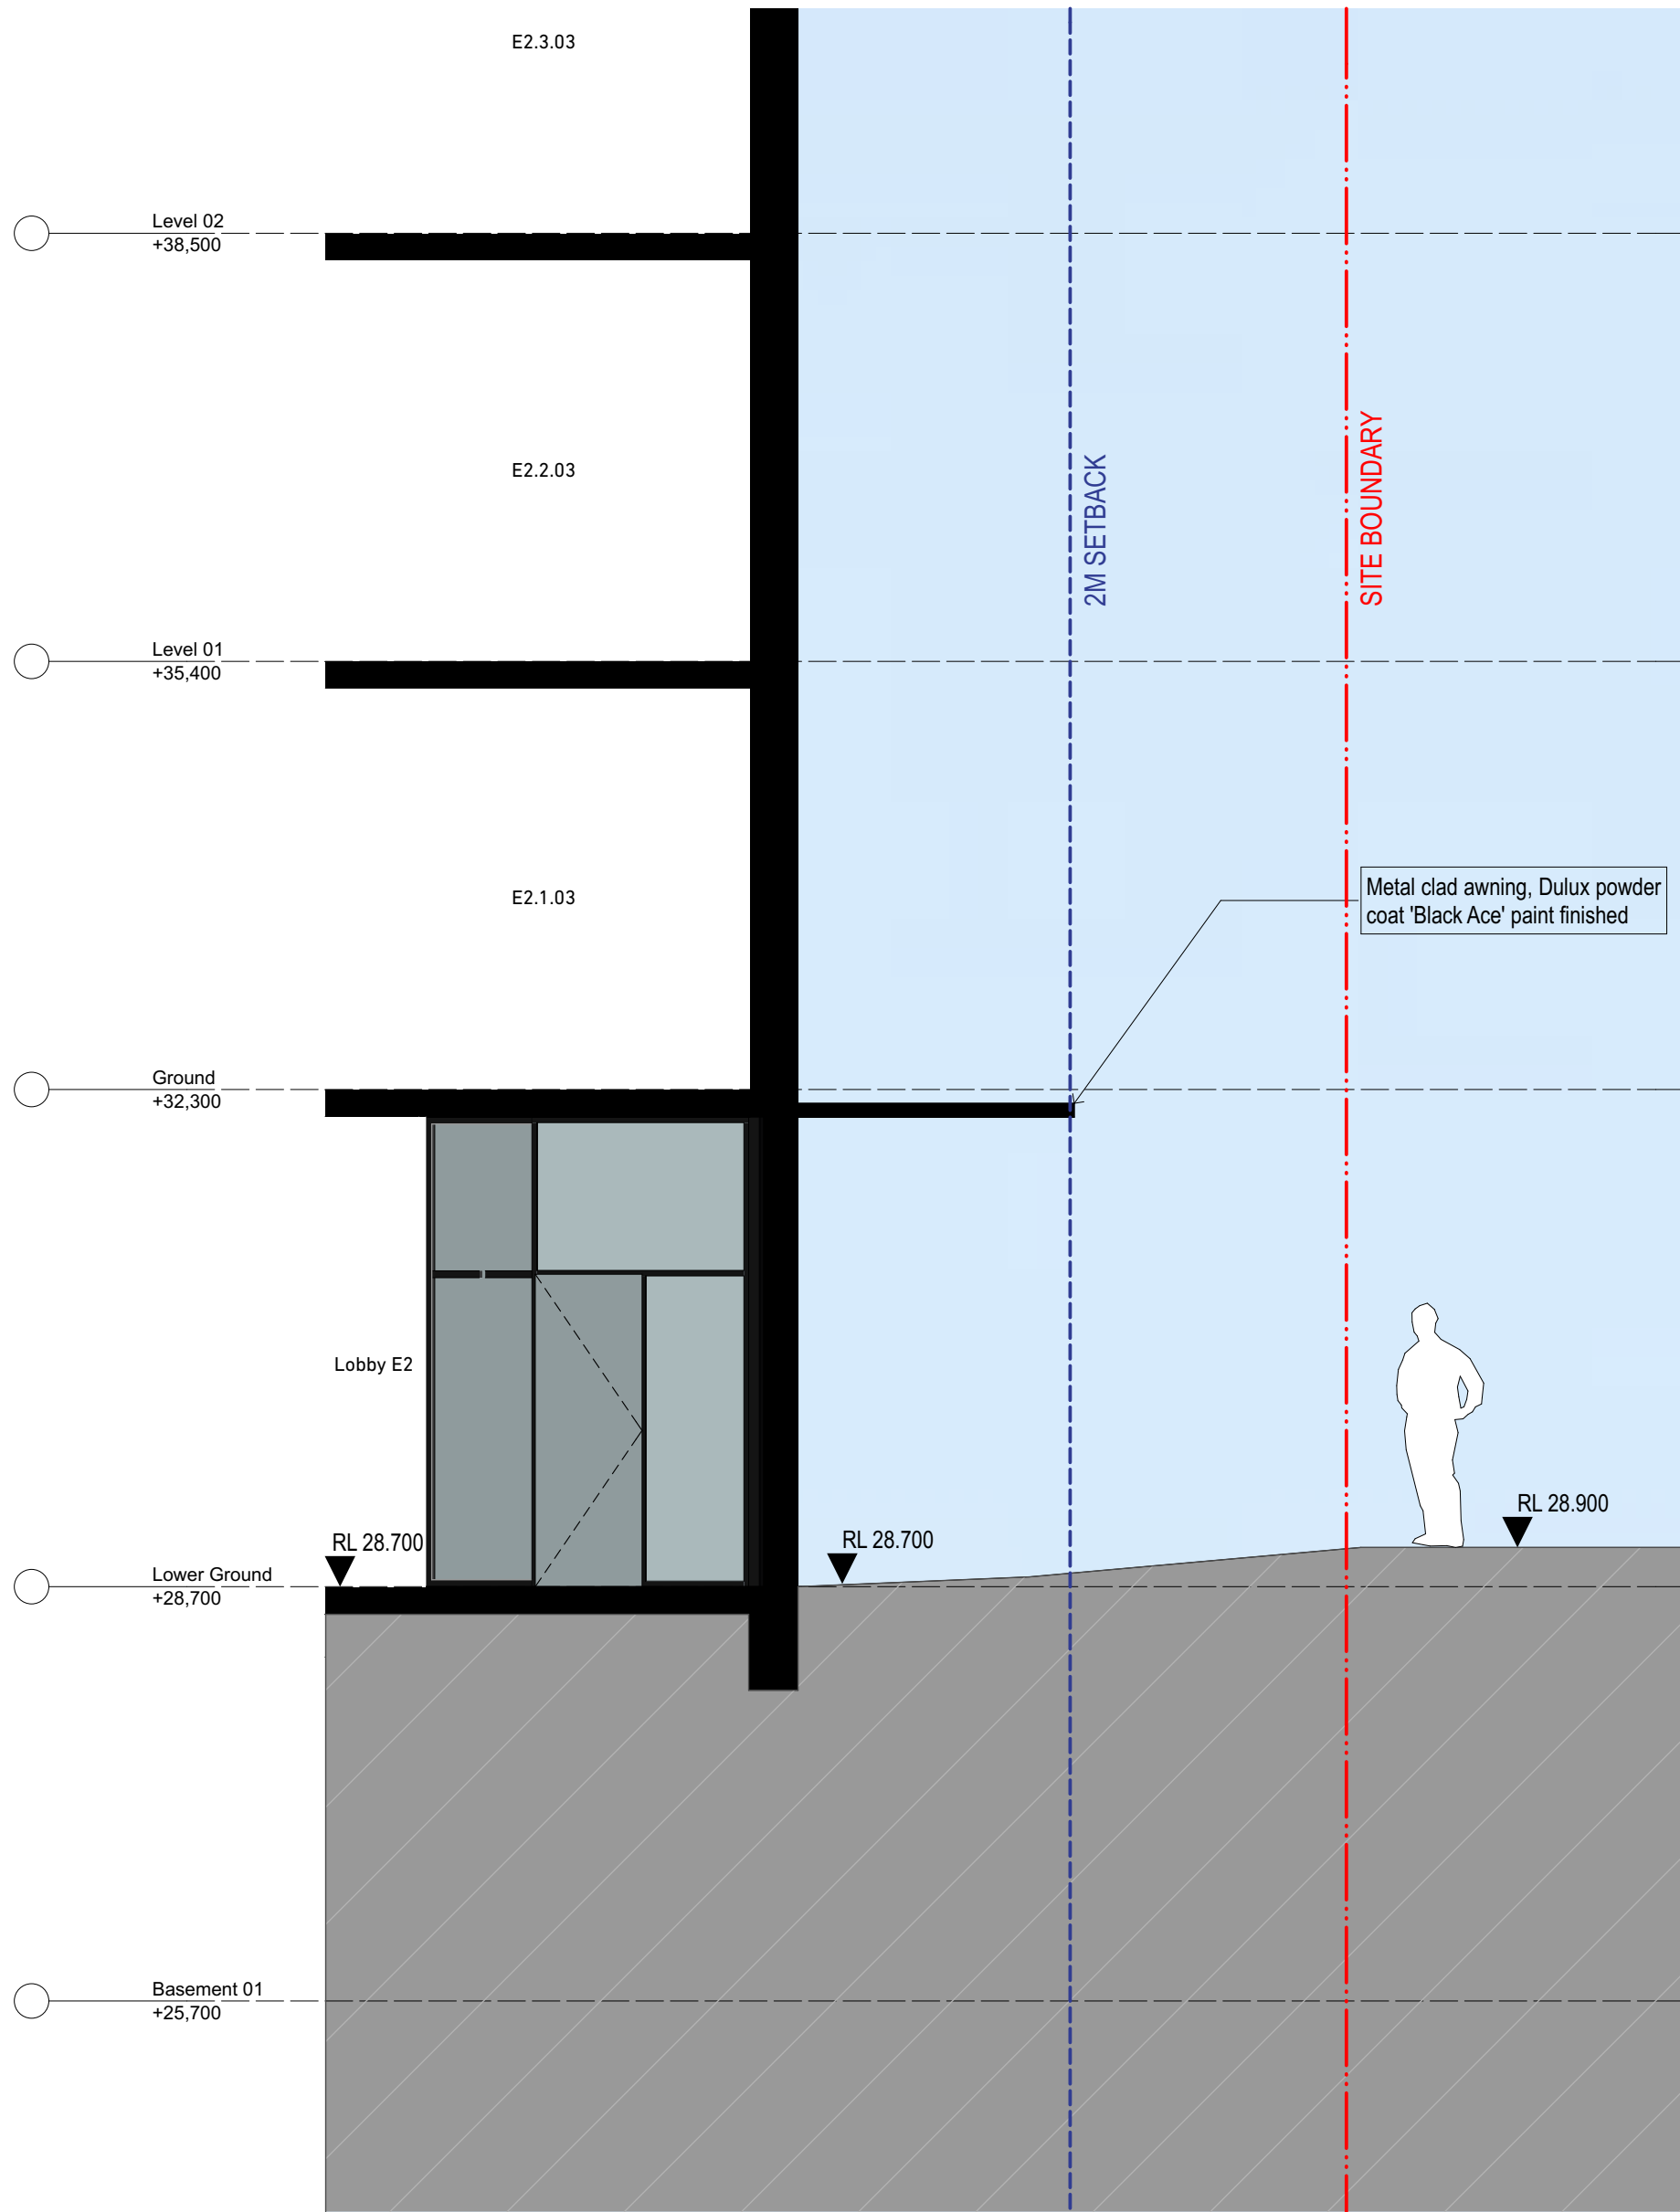 E2.3.03
Level 02
+38,500
E2.2.03
2M SETBACK
SITE BOUNDARY
Level 01
+35,400
E2.1.03
Metal clad awning, Dulux powder
coat 'Black Ace' paint finished
Ground
+32,300
Lobby E2
RL 28.700
RL 28.700
RL 28.900
Lower Ground
+28,700
Basement 01
+25,700